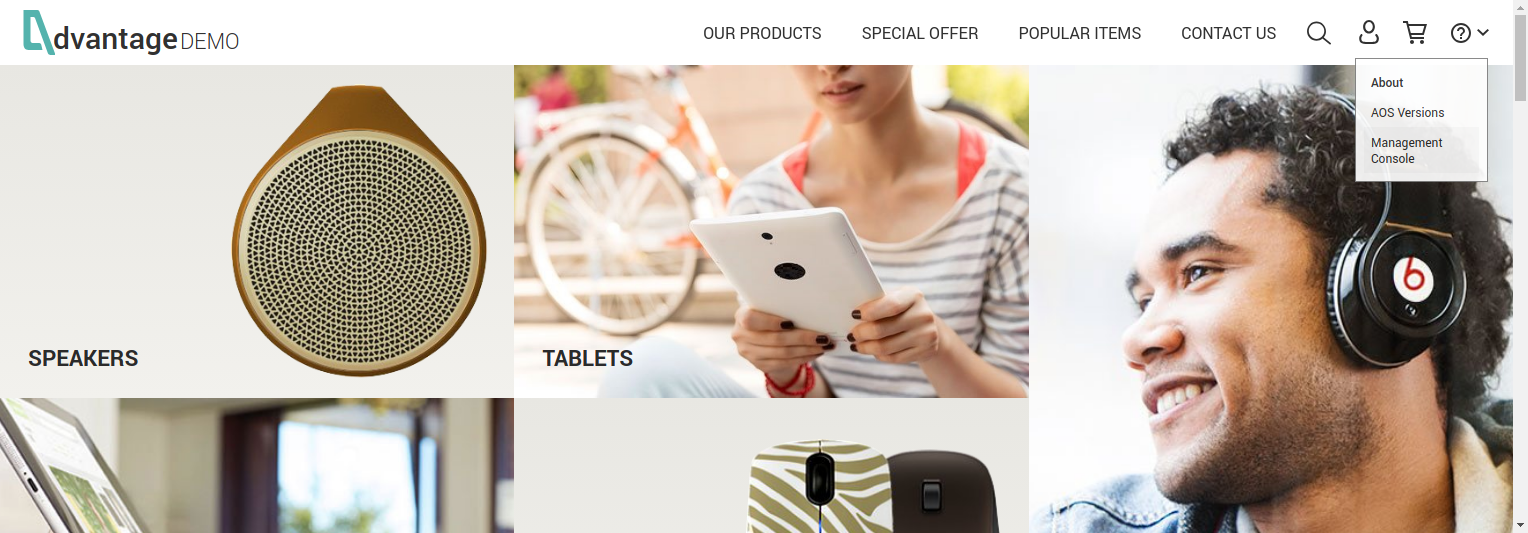 dvantage DEMO
OUR PRODUCTS SPECIAL OFFER POPULAR ITEMS CONTACT US
About
AOS Versions
Management
Console
SPEAKERS
TABLETS